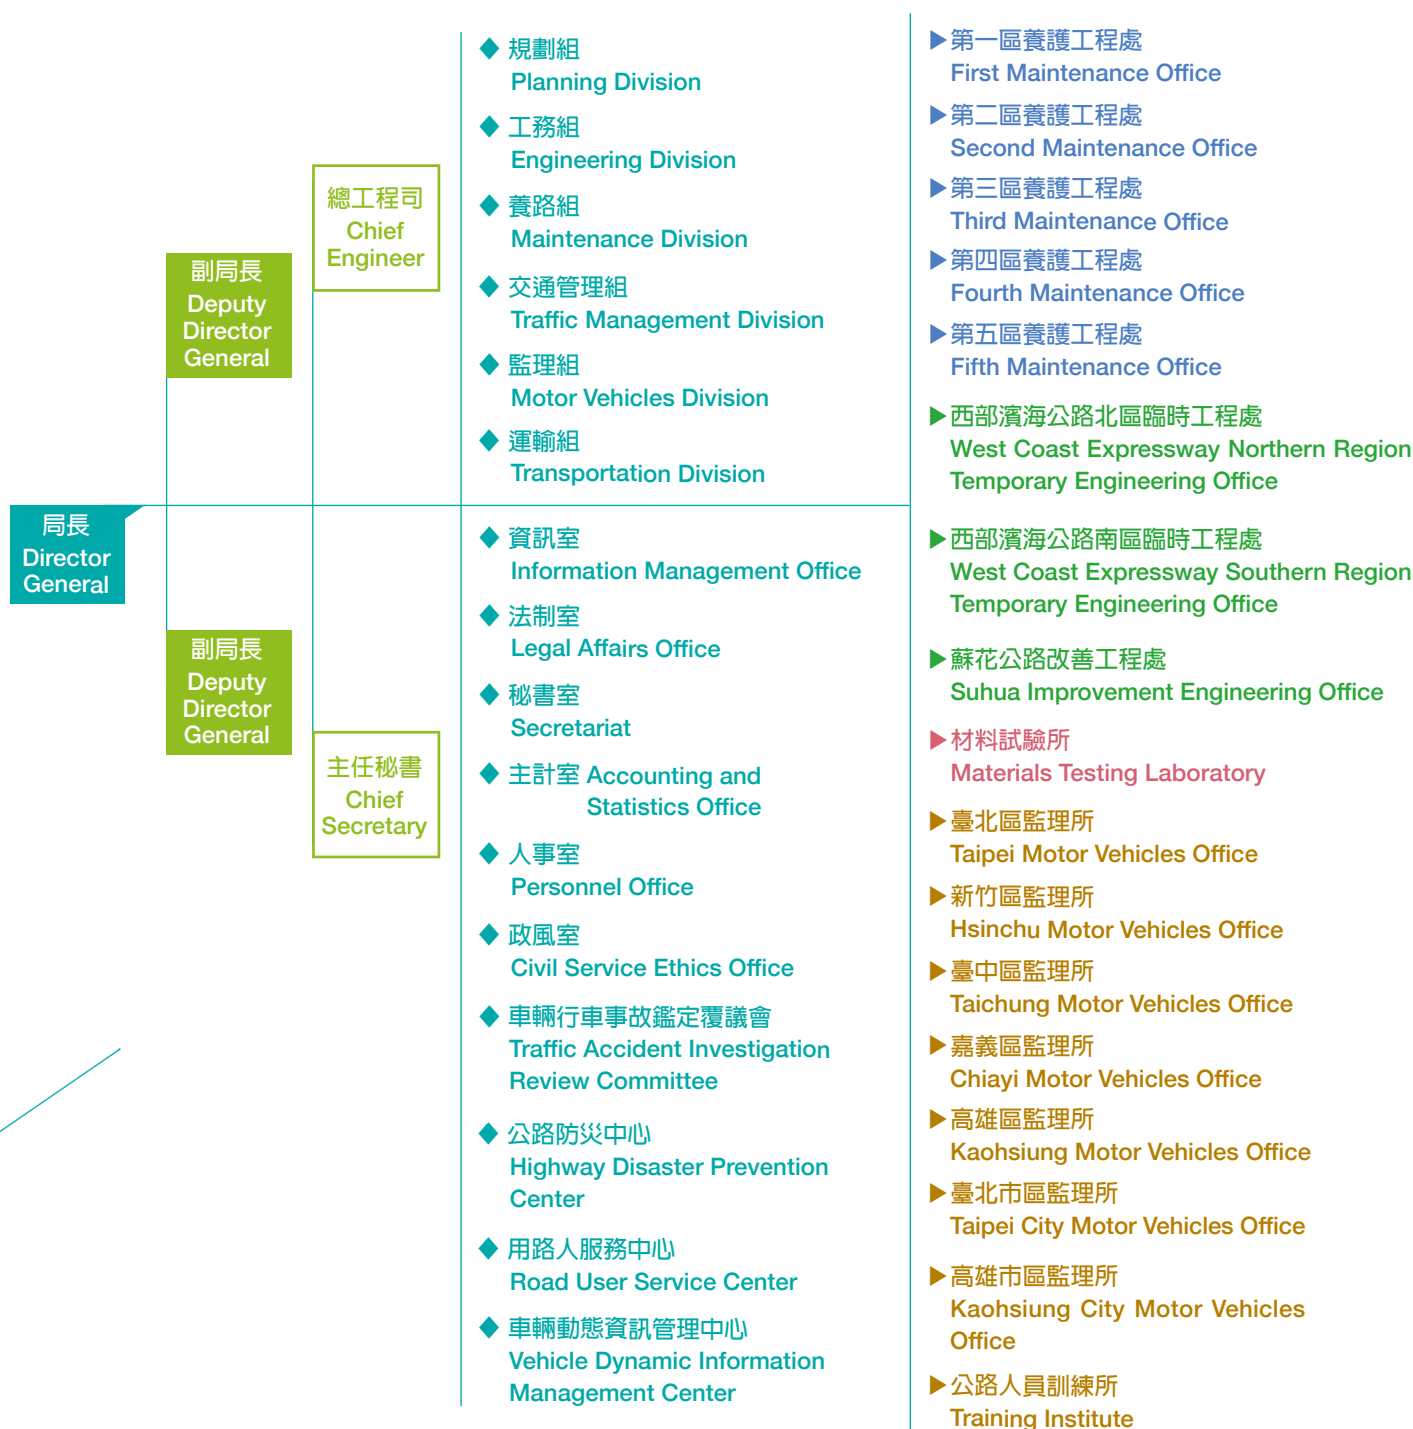 局長
Director
General
副局長
Deputy
Director
General
副局長
Deputy
Director
General
總工程司
Chief
Engineer
主任秘書
Chief
Secretary
規劃組
Planning Division
工務組
Engineering Division
養路組
Maintenance Division
交通管理組
Traffic Management Division
監理組
Motor Vehicles Division
運輸組
Transportation Division
資訊室
Information Management Office
法制室
Legal Affairs Office
秘書室
Secretariat
主計室 Accounting and
Statistics Office
人事室
Personnel Office
政風室
Civil Service Ethics Office
車輛行車事故鑑定覆議會
Traffic Accident Investigation
Review Committee
公路防災中心
Highway Disaster Prevention
Center
用路人服務中心
Road User Service Center
車輛動態資訊管理中心
Vehicle Dynamic Information
Management Center
第一區養護工程處
First Maintenance Office
第二區養護工程處
Second Maintenance Office
第三區養護工程處
Third Maintenance Office
第四區養護工程處
Fourth Maintenance Office
第五區養護工程處
Fifth Maintenance Office
西部濱海公路北區臨時工程處
West Coast Expressway Northern Region
Temporary Engineering Office
西部濱海公路南區臨時工程處
West Coast Expressway Southern Region
Temporary Engineering Office
蘇花公路改善工程處
Suhua Improvement Engineering Office
材料試驗所
Materials Testing Laboratory
臺北區監理所
Taipei Motor Vehicles Office
新竹區監理所
Hsinchu Motor Vehicles Office
臺中區監理所
Taichung Motor Vehicles Office
嘉義區監理所
Chiayi Motor Vehicles Office
高雄區監理所
Kaohsiung Motor Vehicles Office
臺北市區監理所
Taipei City Motor Vehicles Office
高雄市區監理所
Kaohsiung City Motor Vehicles
Office
公路人員訓練所
Training Institute